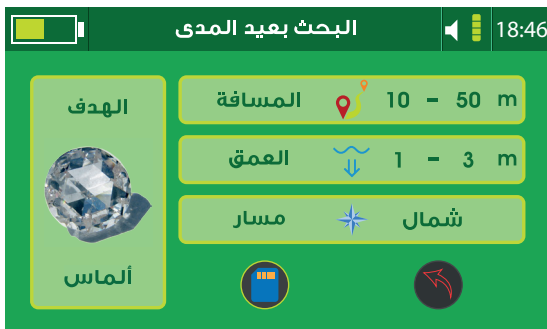 البحث بعيد المدى
18:46
الهدف
ألماس
المسافة 10 - 50 m
العمق 1 - 3 m
مسار شمال